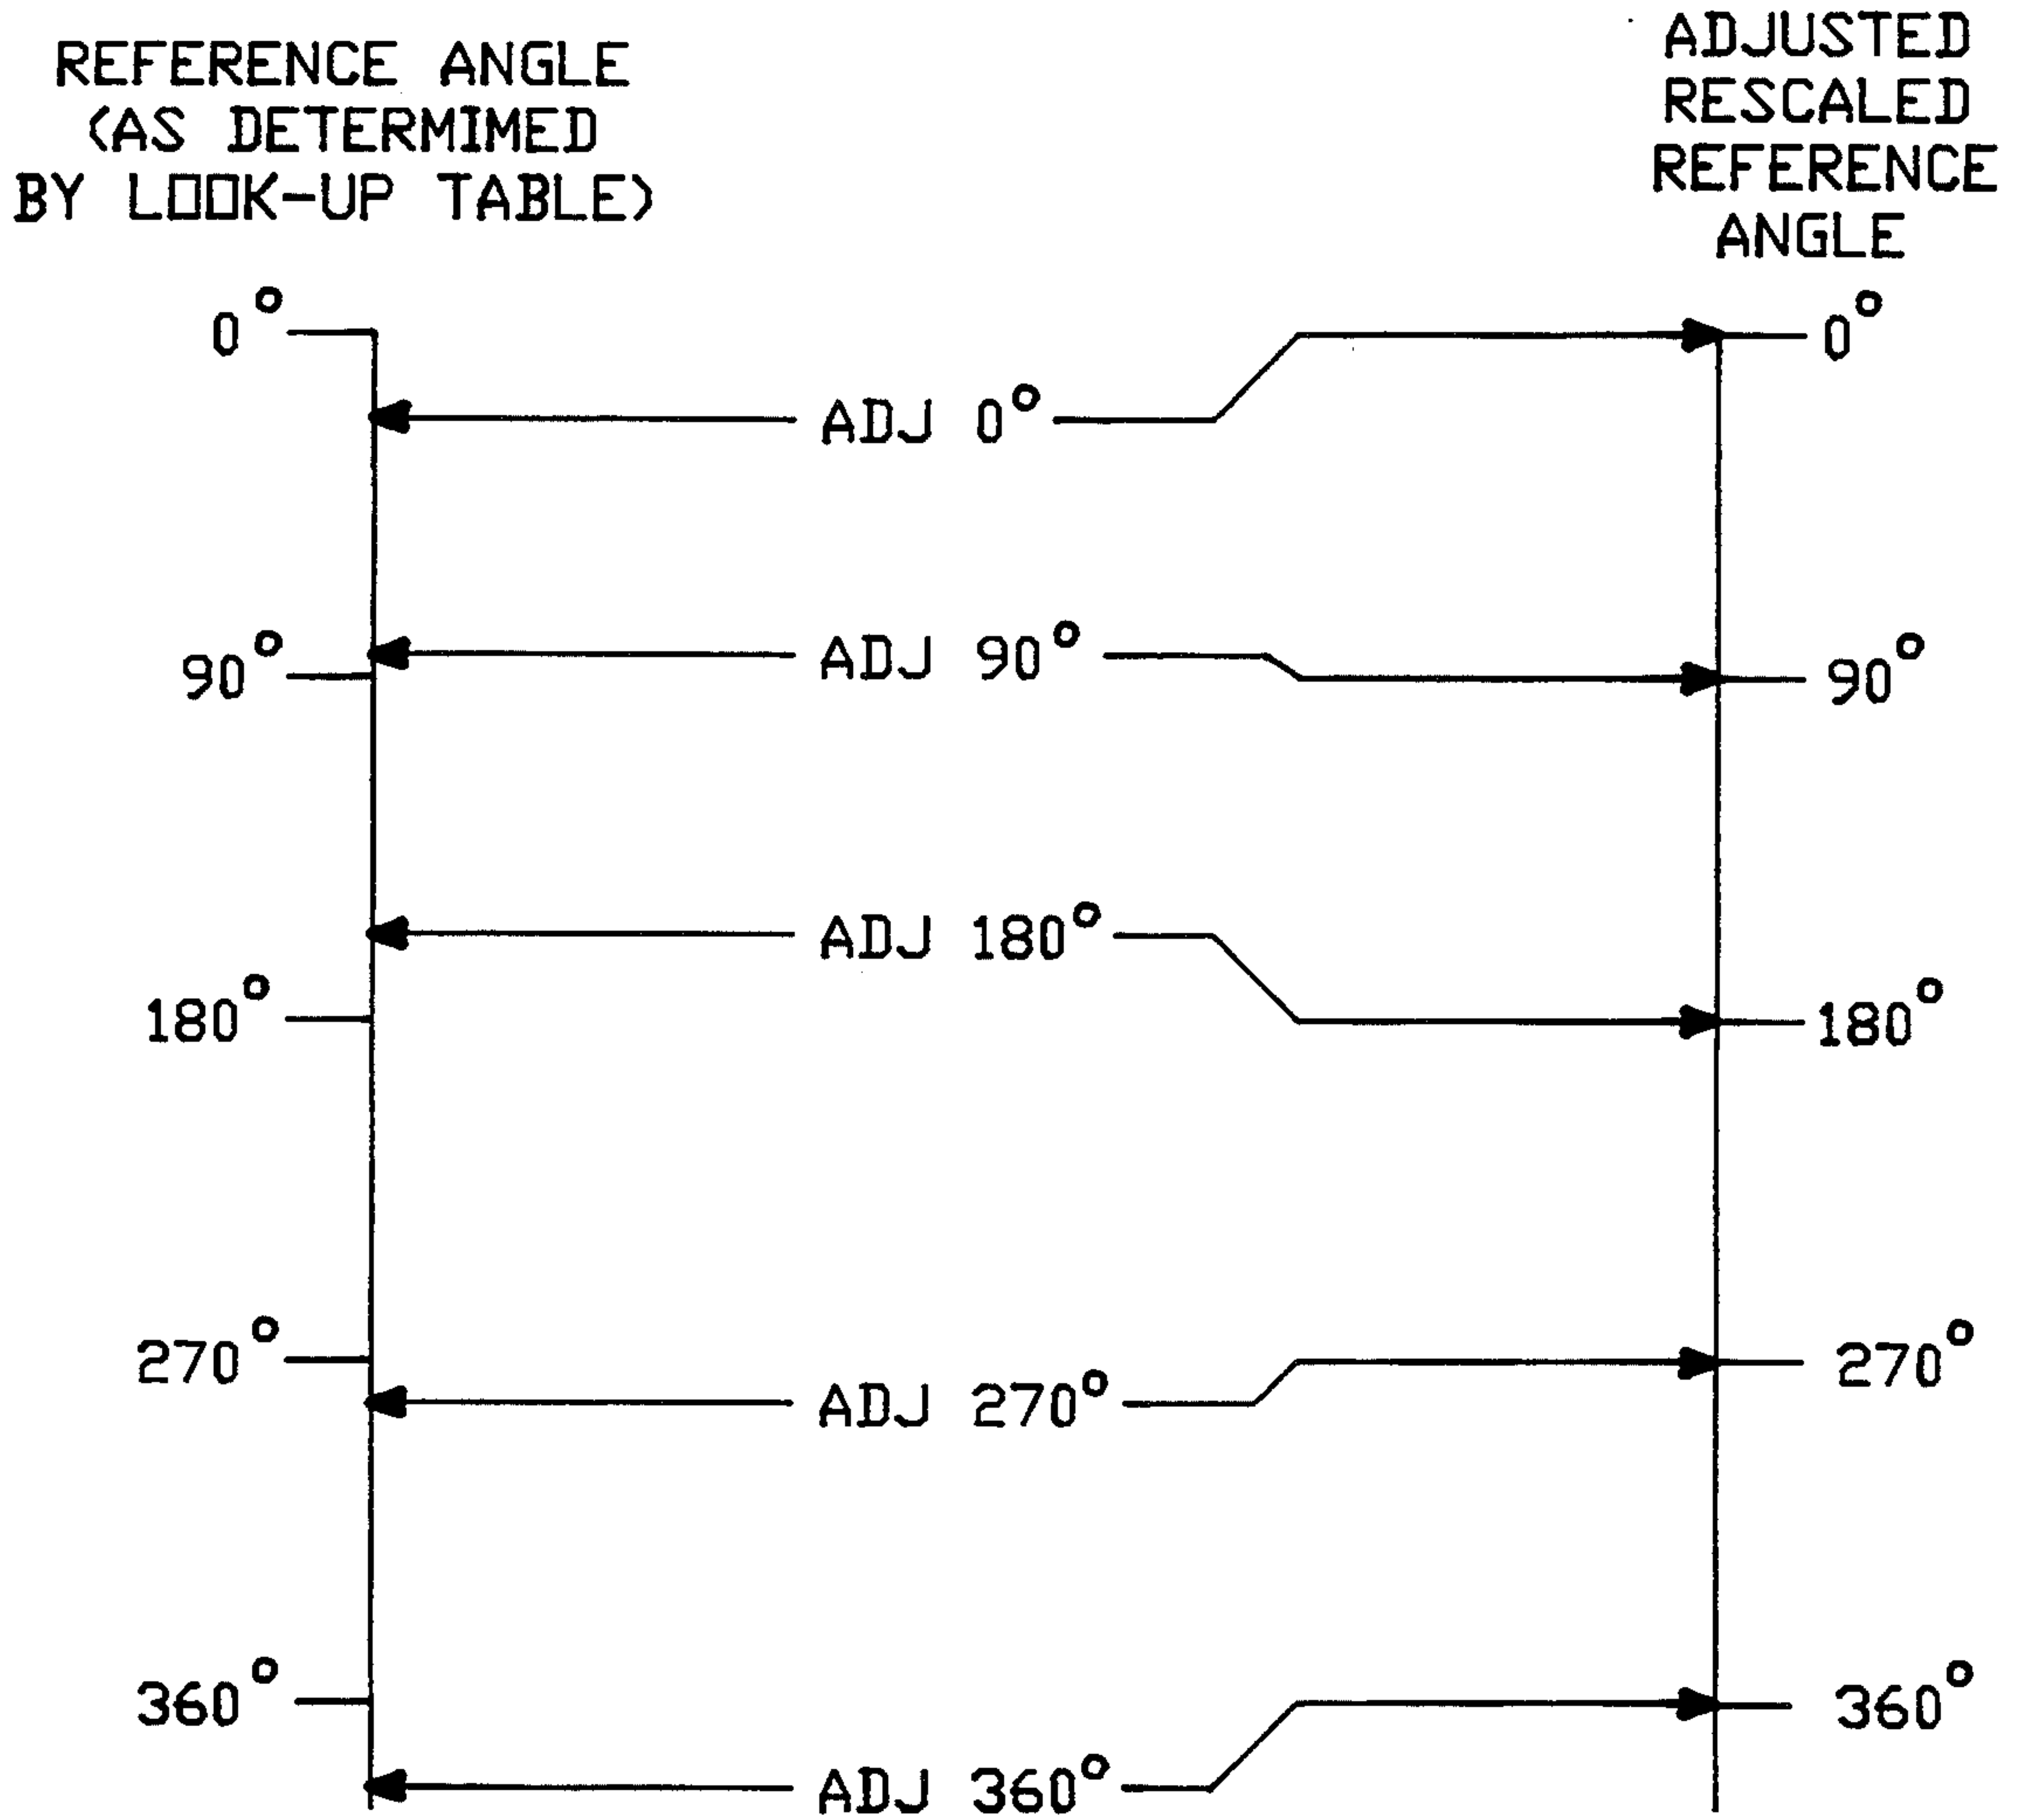 REFERENCE ANGLE
(AS DETERMIMED
BY LOOK-UP TABLE)
ADJUSTED
RESCALED
REFERENCE
ANGLE
0°
0°
ADJ 0°
90°
ADJ 90°
90°
ADJ 180°
180°
180°
270°
270°
ADJ 270°
360°
360°
ADJ 360°